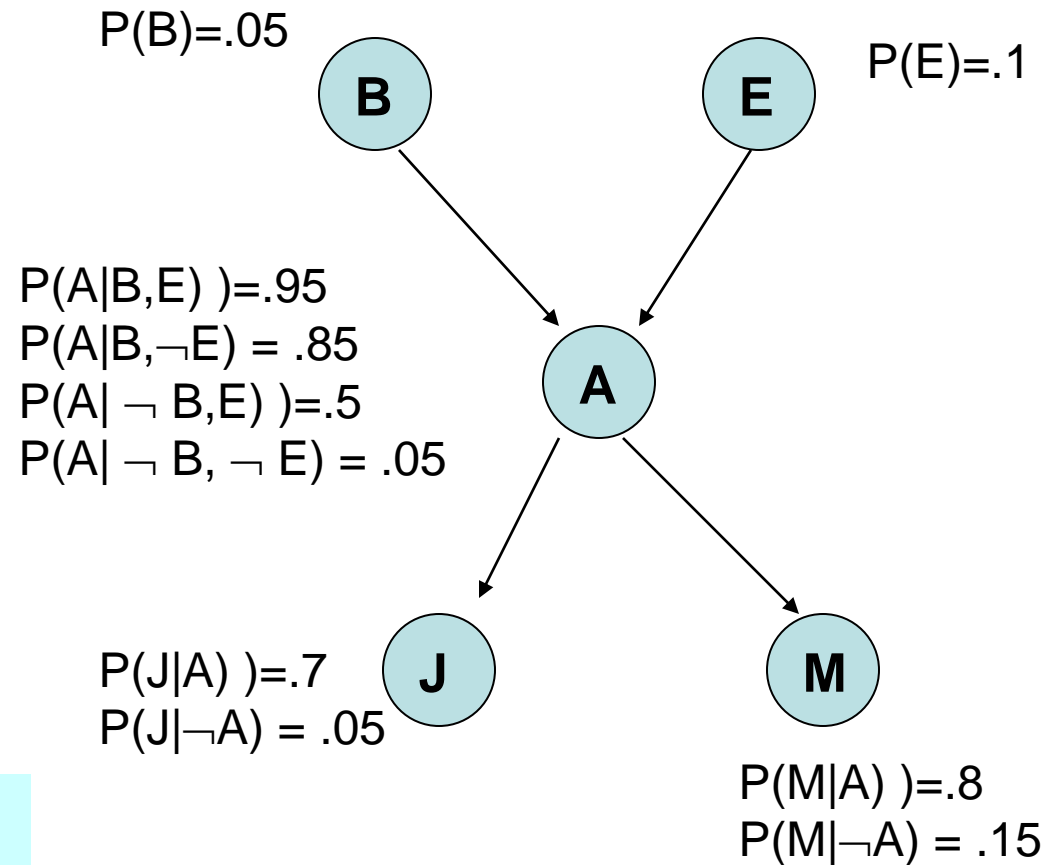 P(B)=.05
P(E)=.1
B
E
P(A|B,E) )=.95
P(A|B,¬E) = .85
P(A| ¬ B,E) )=.5
P(A| ¬ B, ¬ E) = .05
A
P(J|A) )=.7
P(J|¬A) = .05
J
M
P(M|A) )=.8
P(M|¬A) = .15